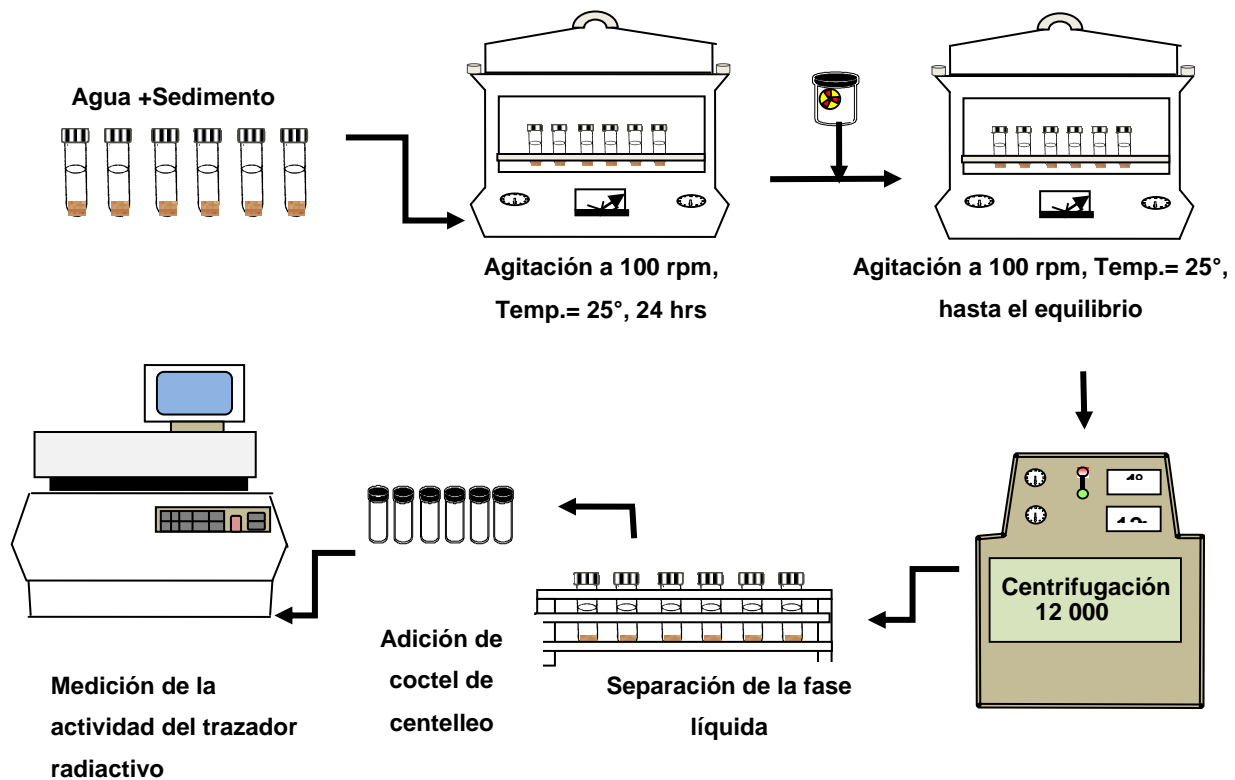 Agua +Sedimento
Agitación a 100 rpm,
Temp.= 25°, 24 hrs
Agitación a 100 rpm, Temp.= 25°,
hasta el equilibrio
Centrifugación
12 000
Separación de la fase
líquida
Adición de
coctel de
centelleo
Medición de la
actividad del trazador
radiactivo